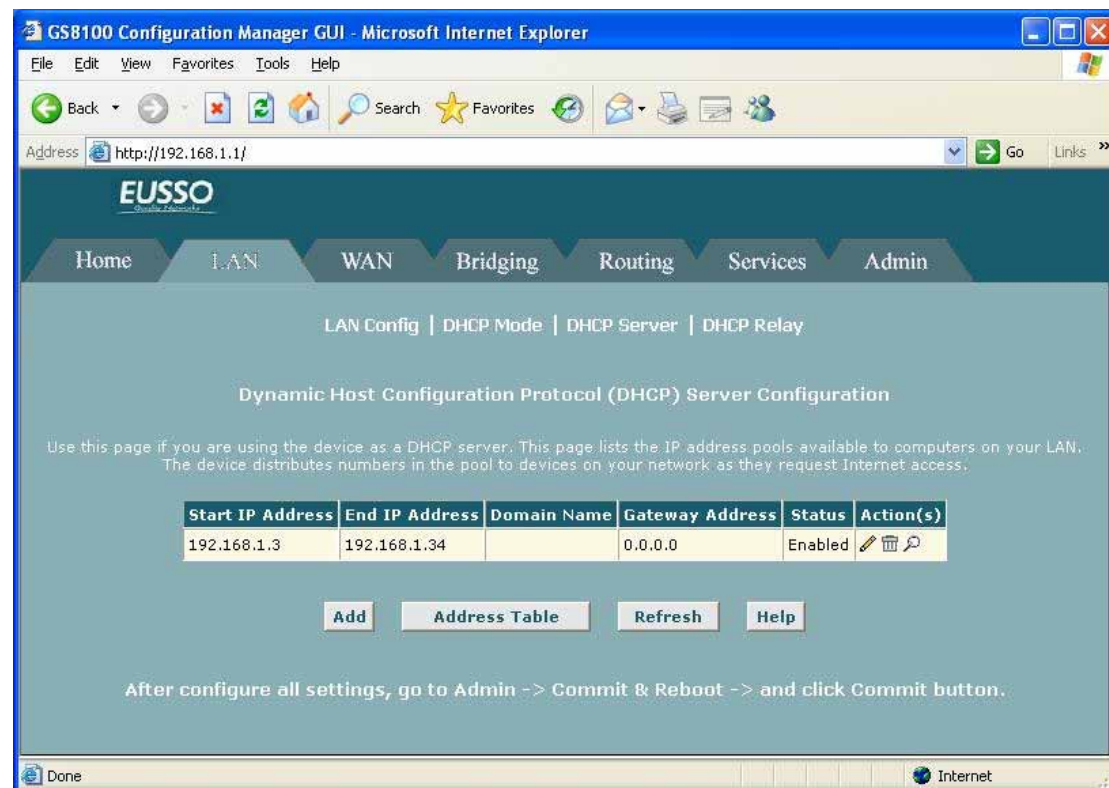 GS8100 Configuration Manager GUI - Microsoft Internet Explorer
File Edit View Favorites Tools Help
Back Search Favorites
Address http://192.168.1.1/ Go Links »
EUSSO
Home LAN WAN Bridging Routing Services Admin
LAN Config | DHCP Mode | DHCP Server | DHCP Relay
Dynamic Host Configuration Protocol (DHCP) Server Configuration
Use this page if you are using the device as a DHCP server. This page lists the IP address pools available to computers on your LAN.
The device distributes numbers in the pool to devices on your network as they request Internet access.
Start IP Address End IP Address Domain Name Gateway Address Status Action(s)
192.168.1.3 192.168.1.34 0.0.0.0 Enabled
Add Address Table Refresh Help
After configure all settings, go to Admin -> Commit & Reboot -> and click Commit button.
Done Internet